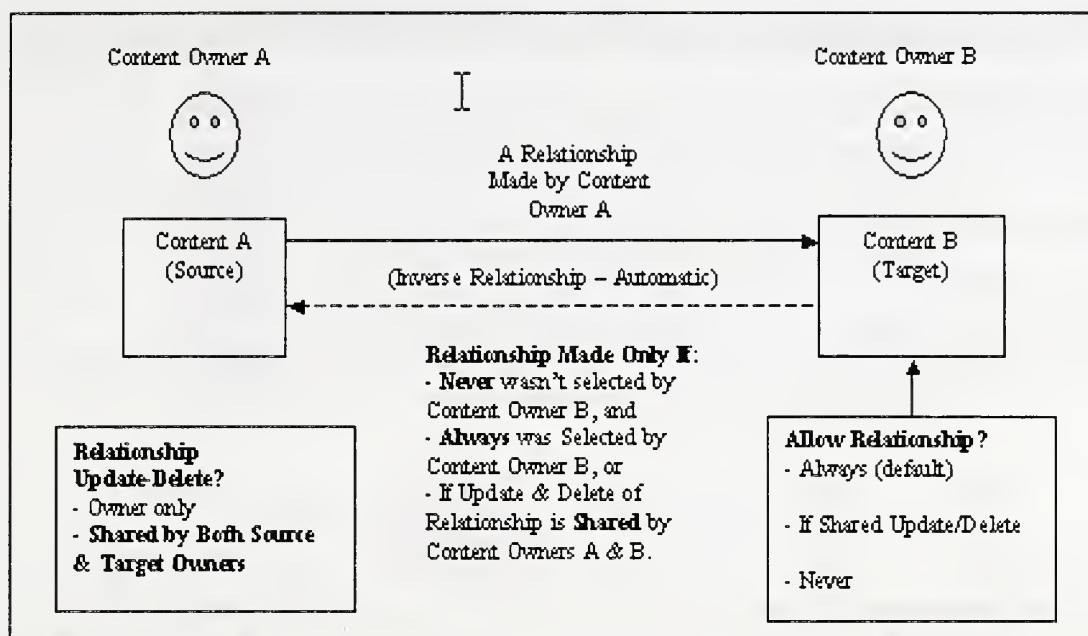 Content Owner A
Content Owner B
A Relationship
Made by Content
Owner A
Content A
(Source)
Content B
(Target)
(Inverse Relationship – Automatic)
Relationship Made Only If:
- Never wasn't selected by
Content Owner B, and
- Always was Selected by
Content Owner B, or
- If Update & Delete of
Relationship is Shared by
Content Owners A & B.
Relationship
Update-Delete?
- Owner only
- Shared by Both Source
& Target Owners
Allow Relationship?
- Always (default)
- If Shared Update/Delete
- Never